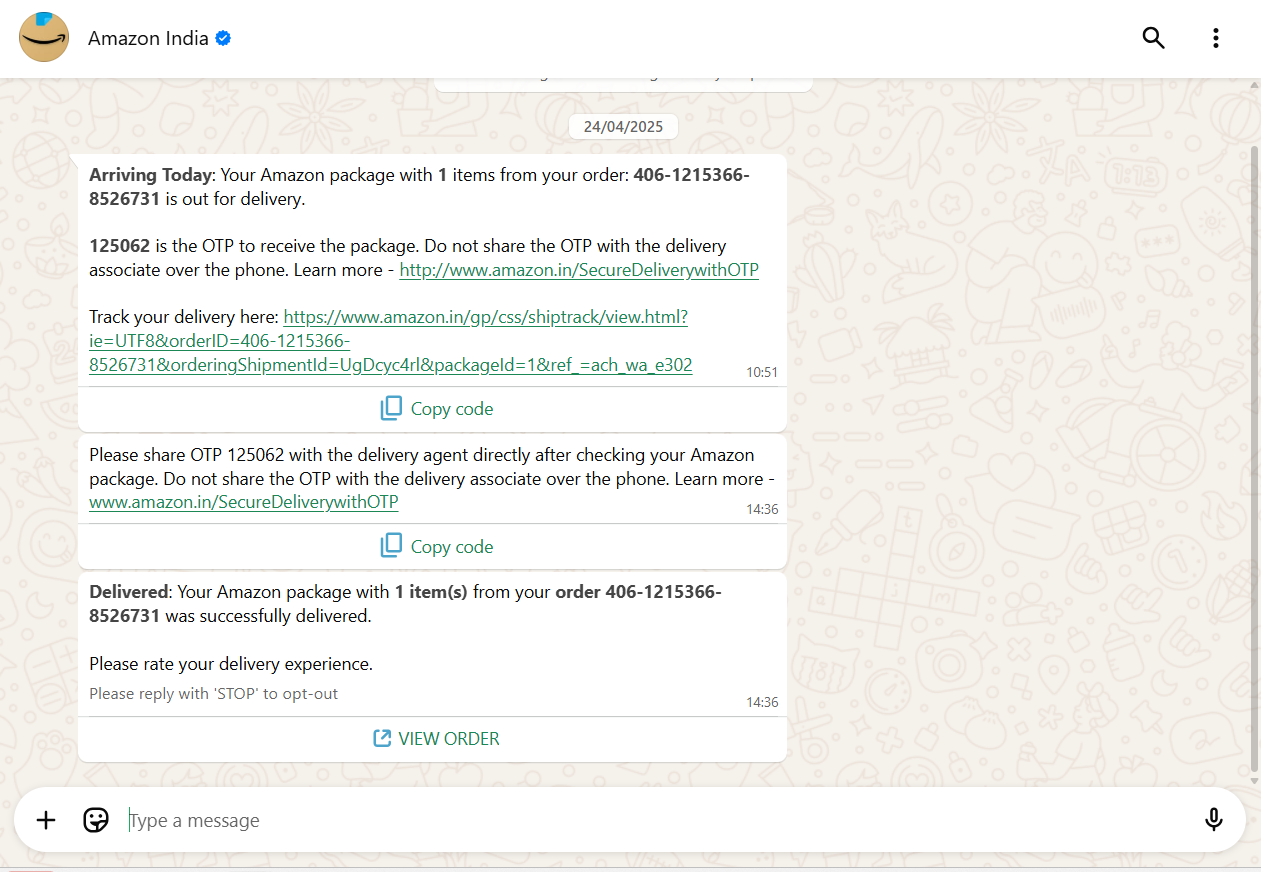 Amazon India
24/04/2025
Arriving Today: Your Amazon package with 1 items from your order: 406-1215366-
8526731 is out for delivery.
125062 is the OTP to receive the package. Do not share the OTP with the delivery
associate over the phone. Learn more - http://www.amazon.in/SecureDeliverywithOTP
Track your delivery here: https://www.amazon.in/gp/css/shiptrack/view.html?
ie=UTF8&orderID=406-1215366-
8526731&orderingShipmentId=UgDcyc4rl&packageId=1&ref_=ach_wa_e302
10:51
Copy code
Please share OTP 125062 with the delivery agent directly after checking your Amazon
package. Do not share the OTP with the delivery associate over the phone. Learn more -
www.amazon.in/SecureDeliverywithOTP
14:36
Copy code
Delivered: Your Amazon package with 1 item(s) from your order 406-1215366-
8526731 was successfully delivered.
Please rate your delivery experience.
Please reply with 'STOP' to opt-out
14:36
VIEW ORDER
Type a message